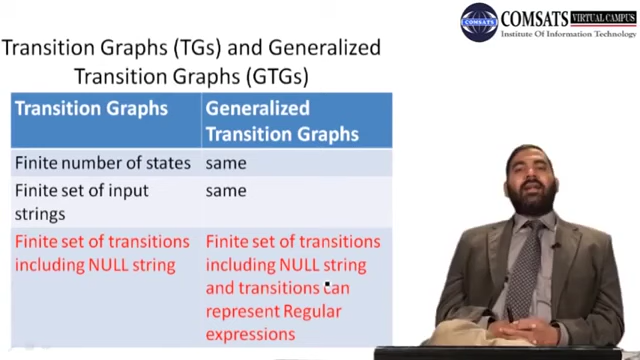 COMSATS VIRTUAL CAMPUS
Institute Of Information Technology
Transition Graphs (TGs) and Generalized
Transition Graphs (GTGs)
Transition Graphs
Generalized
Transition Graphs
Finite number of states
same
Finite set of input
strings
same
Finite set of transitions
including NULL string
Finite set of transitions
including NULL string
and transitions can
represent Regular
expressions